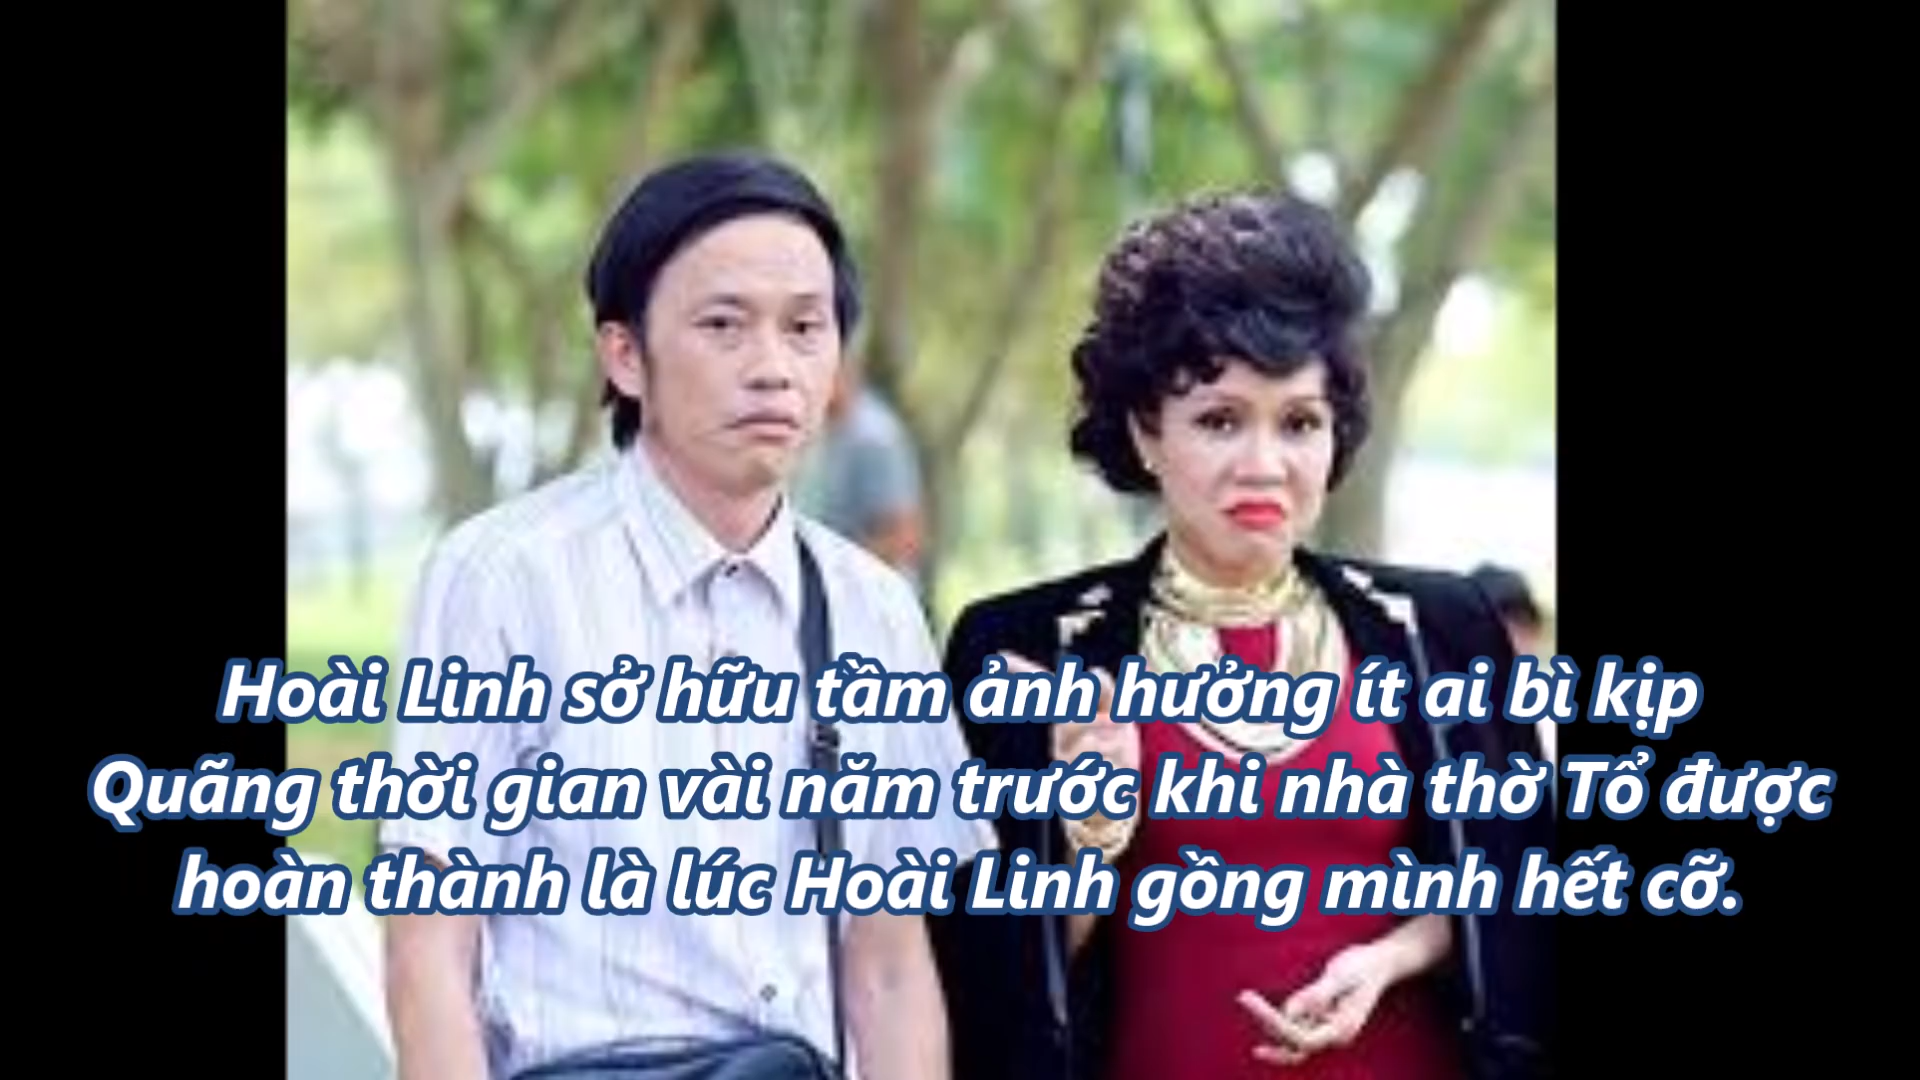 Hoài Linh sở hữu tầm ảnh hưởng ít ai bì kịp
Quãng thời gian vài năm trước khi nhà thờ Tổ được
hoàn thành là lúc Hoài Linh gồng mình hết cỡ.